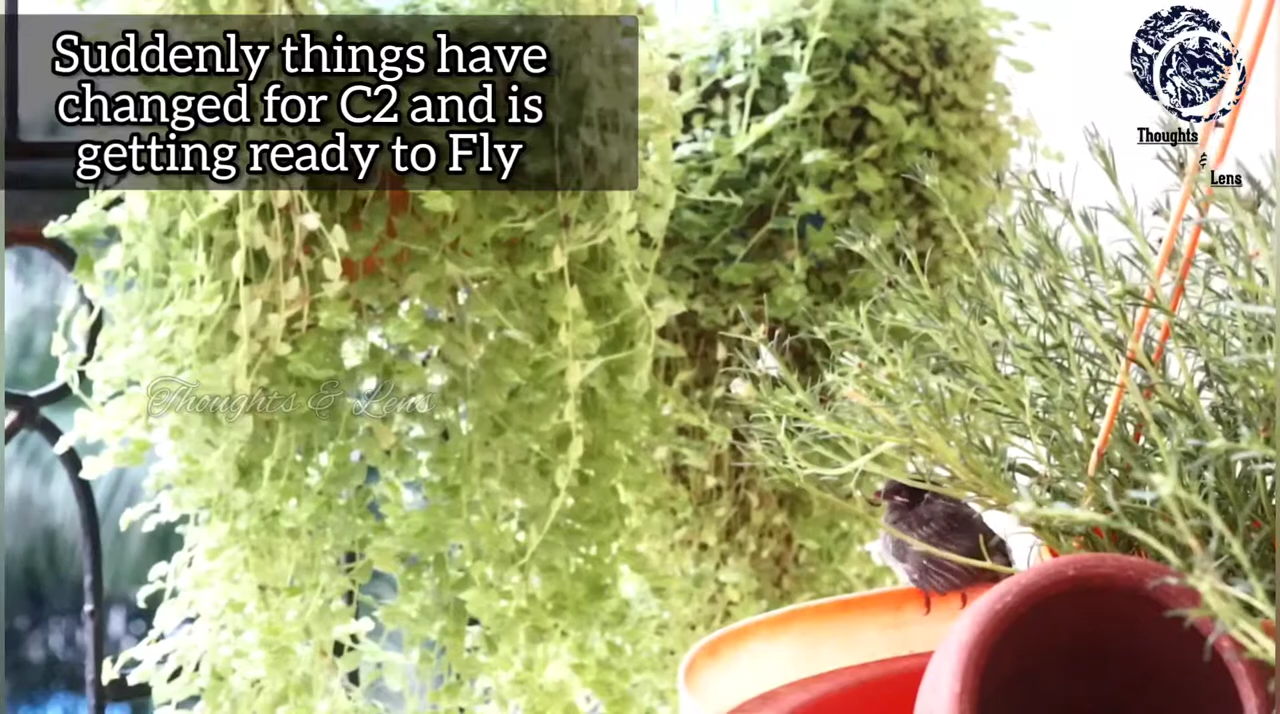 Suddenly things have
changed for C2 and is
getting ready to Fly
Thoughts
&
Lens
Thoughts & Lens